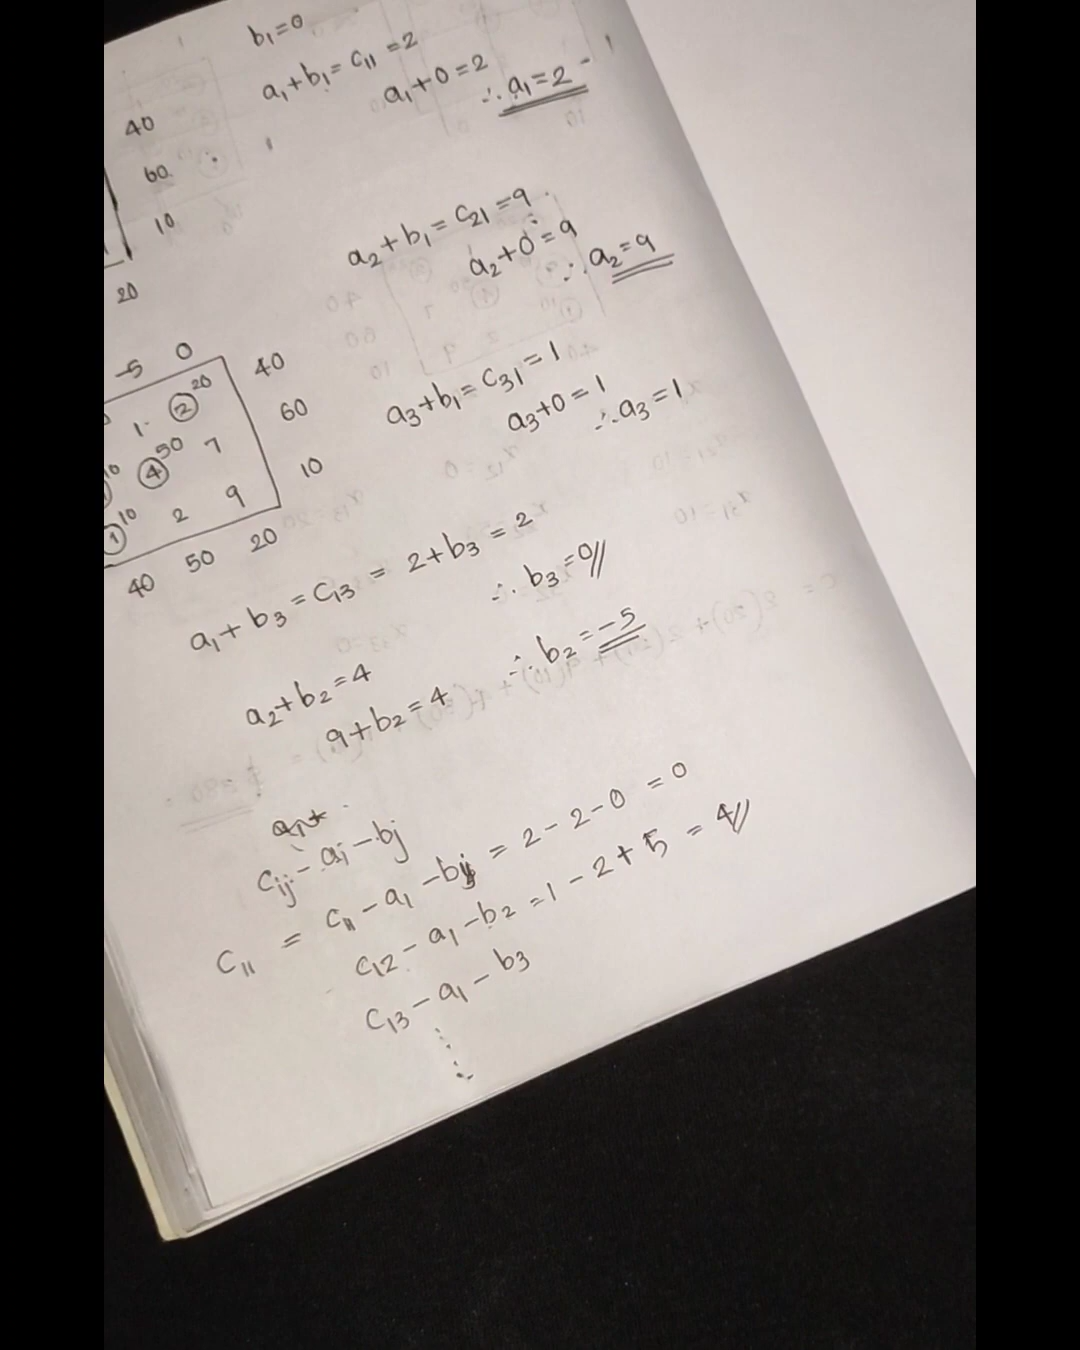 b₁=0
a₁+b₁= c₁₁ =2
a₁+0=2
∴ a₁=2
40
60
10
20
a₂+b₁= c₂₁ =9
a₂+0=9
∴ a₂=9
-5 0
1 ② 20 40
10 ④ 50 7 60
① 10 2 9 10
40 50 20
a₃+b₁= c₃₁ = 1
a₃+0=1
∴ a₃=1
a₁+b₃ = c₁₃ = 2+b₃ = 2
∴ b₃=0//
a₂+b₂=4
9+b₂=4
∴ b₂=-5
cᵢⱼ - aᵢ - bⱼ
c₁₁ = c₁₁ - a₁ - b₁ = 2-2-0 = 0
c₁₂ - a₁ - b₂ = 1-2+5 = 4//
c₁₃ - a₁ - b₃